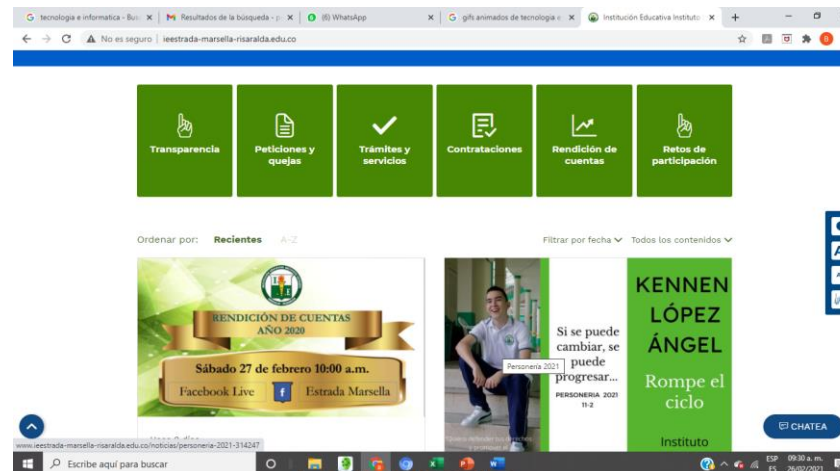 tecnologia e informatica - Bus
Resultados de la búsqueda - p
(6) WhatsApp
gifs animados de tecnologia e
Institución Educativa Instituto
No es seguro | ieestrada-marsella-risaralda.edu.co
Transparencia
Peticiones y
quejas
Trámites y
servicios
Contrataciones
Rendición de
cuentas
Retos de
participación
Ordenar por: Recientes A-Z
Filtrar por fecha Todos los contenidos
RENDICIÓN DE CUENTAS
AÑO 2020
Sábado 27 de febrero 10:00 a.m.
Facebook Live f Estrada Marsella
Si se puede
cambiar, se
puede
progresar...
PERSONERIA 2021
11-2
Personería 2021
KENNEN
LÓPEZ
ÁNGEL
Rompe el
ciclo
Instituto
CHATEA
www.ieestrada-marsella-risaralda.edu.co/noticias/personeria-2021-314247
Escribe aquí para buscar
ESP 09:30 a. m.
ES 26/02/2021